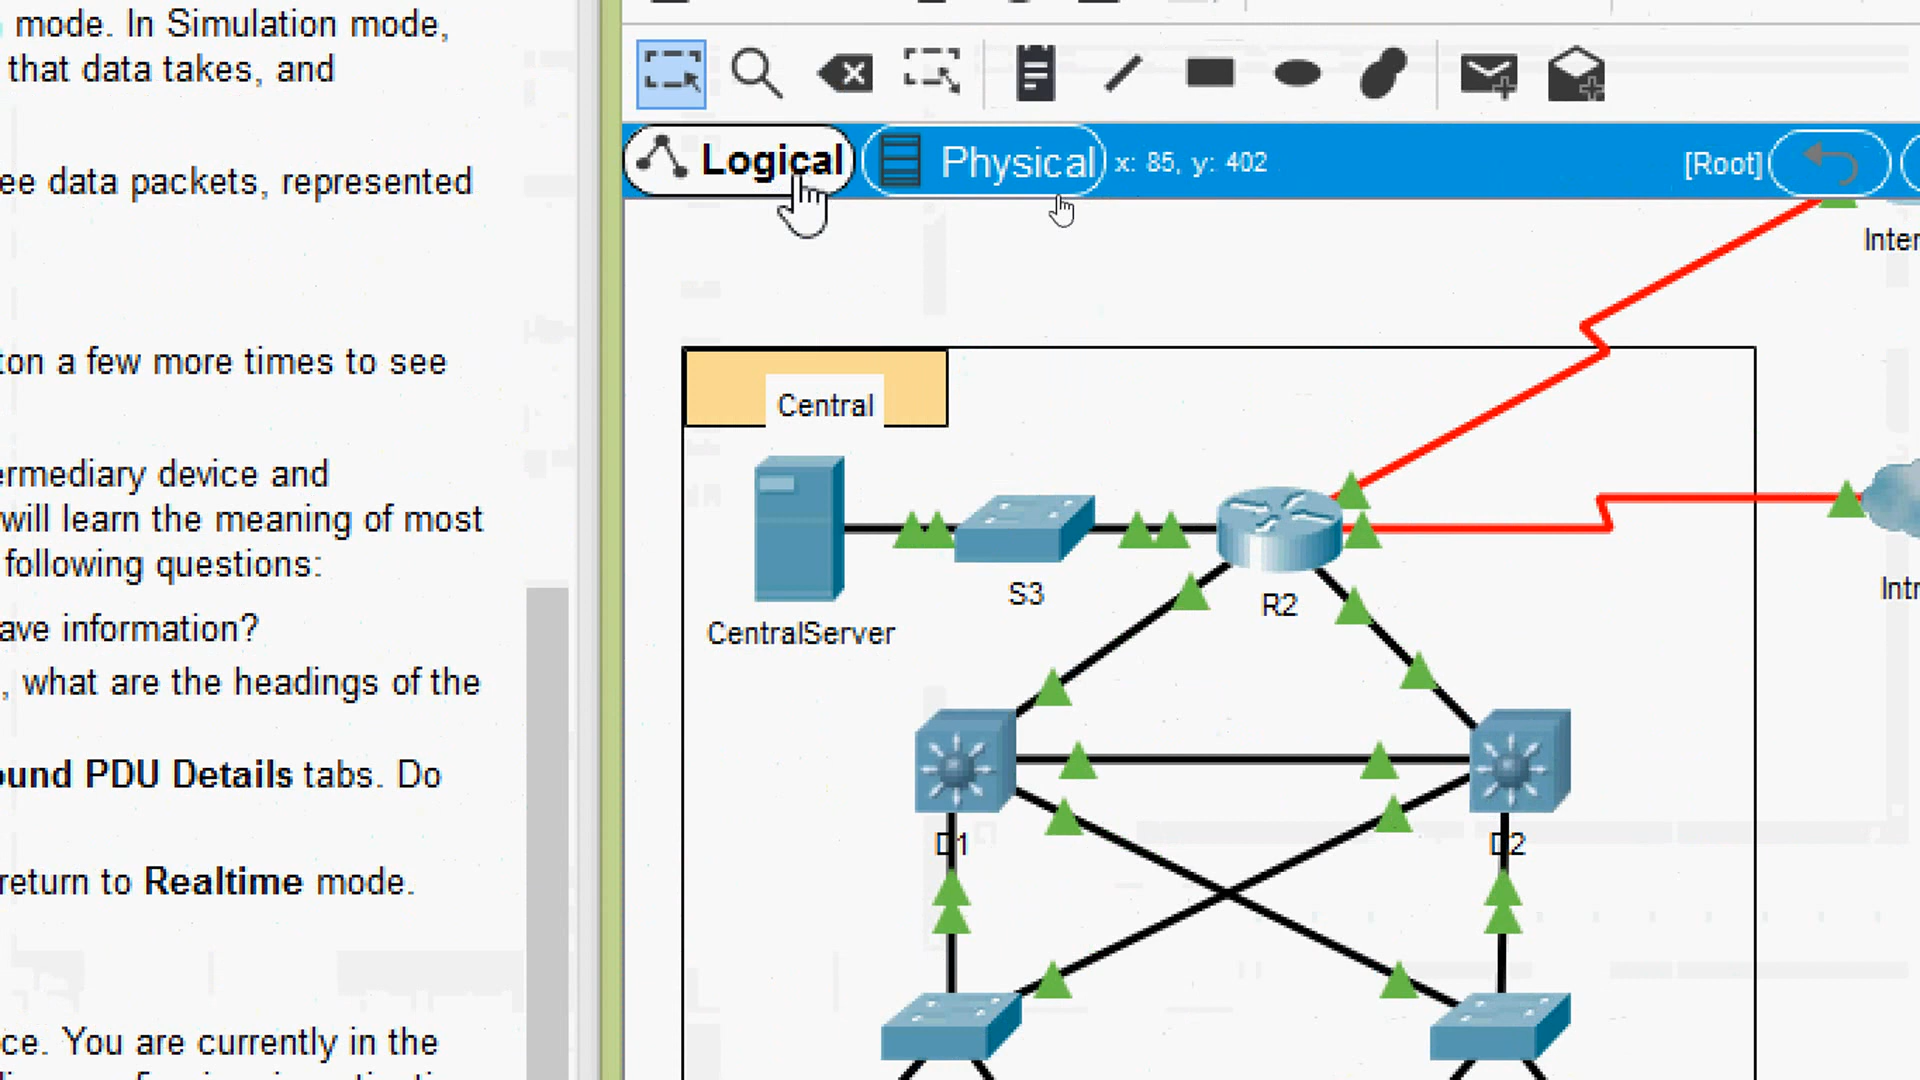 mode. In Simulation mode,
that data takes, and
ee data packets, represented
ton a few more times to see
ermediary device and
will learn the meaning of most
following questions:
ave information?
, what are the headings of the
ound PDU Details tabs. Do
return to Realtime mode.
ce. You are currently in the
Logical
Physical
x: 85, y: 402
[Root]
Inter
Central
S3
R2
Intr
CentralServer
D1
D2